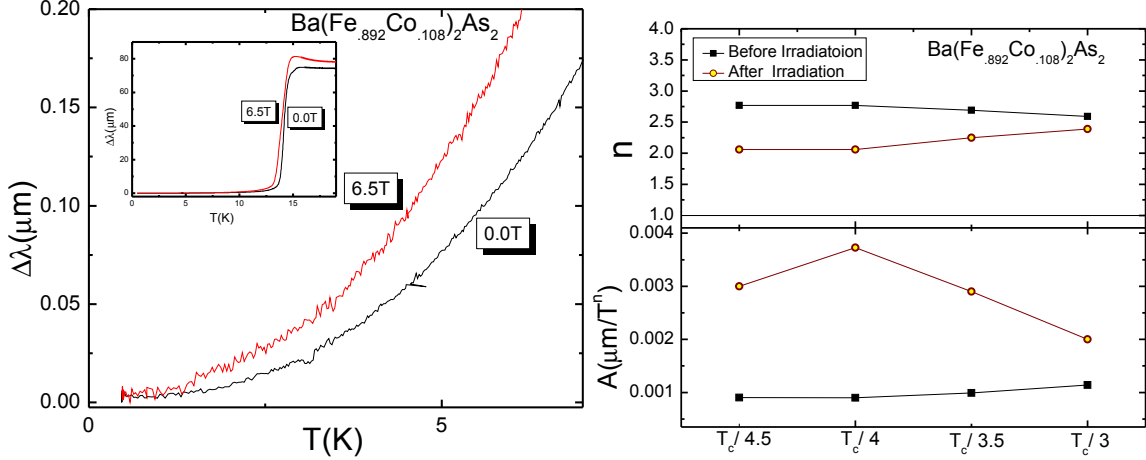 Ba(Fe.892Co.108)2As2
0.20
0.15
0.10
0.05
0.00
Δλ(μm)
0
5
T(K)
6.5T
0.0T
80
60
40
20
0
Δλ(μm)
0
5
10
15
T(K)
6.5T
0.0T
Before Irradiatoion
After Irradiation
Ba(Fe.892Co.108)2As2
4.0
3.5
3.0
2.5
2.0
1.5
1.0
n
0.004
0.003
0.002
0.001
A(μm/Tn)
Tc/ 4.5
Tc/ 4
Tc/ 3.5
Tc/ 3